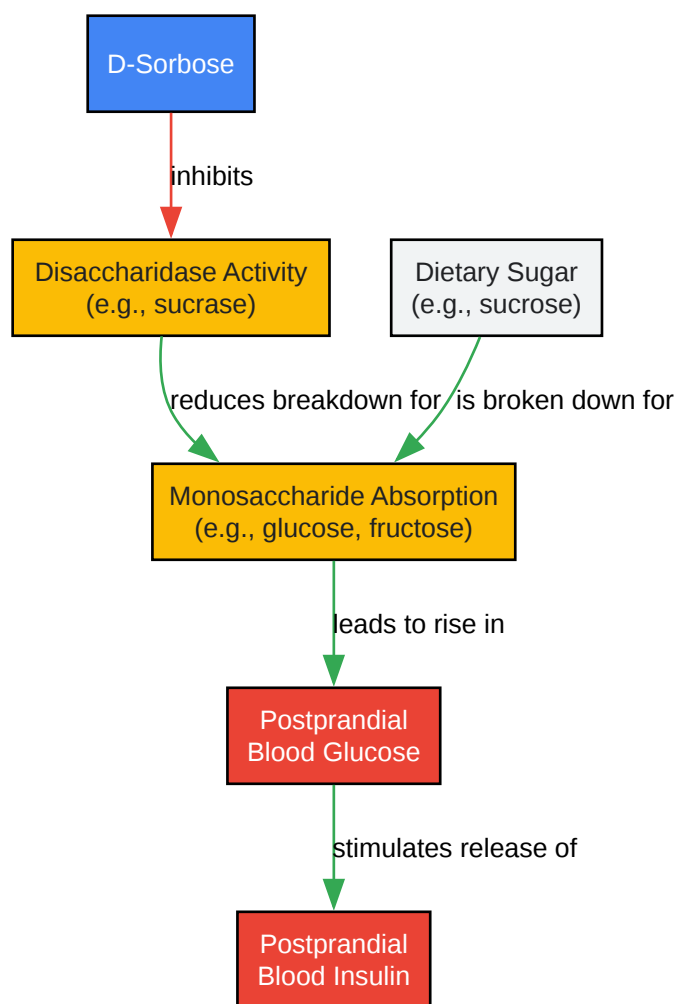 D-Sorbose
inhibits
Disaccharidase Activity
(e.g., sucrase)
Dietary Sugar
(e.g., sucrose)
reduces breakdown for
is broken down for
Monosaccharide Absorption
(e.g., glucose, fructose)
leads to rise in
Postprandial
Blood Glucose
stimulates release of
Postprandial
Blood Insulin